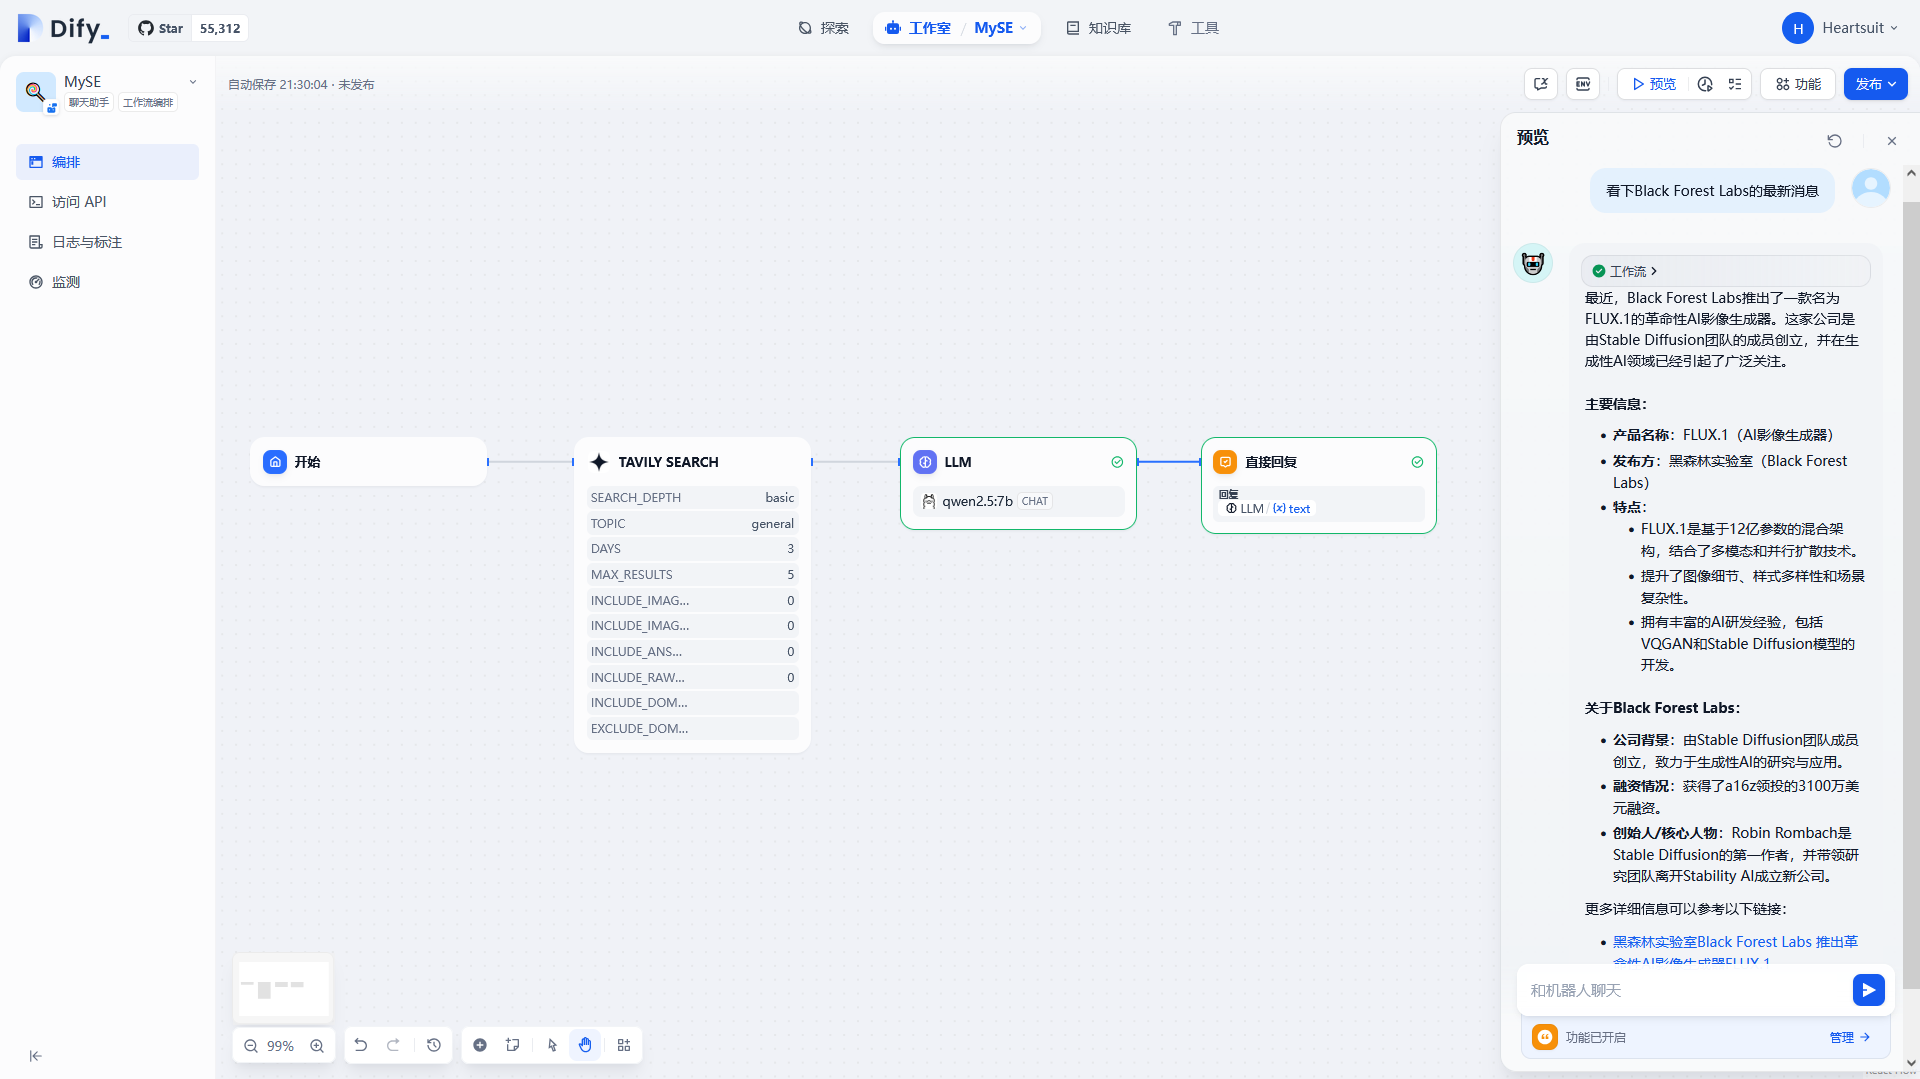 Dify_
Star 55,312
探索
工作室 / MySE
知识库
工具
H Heartsuit
MySE
聊天助手 工作流编排
编排
访问 API
日志与标注
监测
自动保存 21:30:04 · 未发布
ENV
预览
功能
发布
开始
TAVILY SEARCH
SEARCH_DEPTH basic
TOPIC general
DAYS 3
MAX_RESULTS 5
INCLUDE_IMAG... 0
INCLUDE_IMAG... 0
INCLUDE_ANS... 0
INCLUDE_RAW... 0
INCLUDE_DOM...
EXCLUDE_DOM...
LLM
qwen2.5:7b CHAT
直接回复
回复
LLM / (x) text
99%
预览
看下Black Forest Labs的最新消息
工作流
最近，Black Forest Labs推出了一款名为
FLUX.1的革命性AI影像生成器。这家公司是
由Stable Diffusion团队的成员创立，并在生
成性AI领域已经引起了广泛关注。
主要信息：
• 产品名称：FLUX.1（AI影像生成器）
• 发布方：黑森林实验室（Black Forest
Labs）
• 特点：
• FLUX.1是基于12亿参数的混合架
构，结合了多模态和并行扩散技术。
• 提升了图像细节、样式多样性和场景
复杂性。
• 拥有丰富的AI研发经验，包括
VQGAN和Stable Diffusion模型的
开发。
关于Black Forest Labs：
• 公司背景：由Stable Diffusion团队成员
创立，致力于生成性AI的研究与应用。
• 融资情况：获得了a16z领投的3100万美
元融资。
• 创始人/核心人物：Robin Rombach是
Stable Diffusion的第一作者，并带领研
究团队离开Stability AI成立新公司。
更多详细信息可以参考以下链接：
• 黑森林实验室Black Forest Labs 推出革
命性AI影像生成器FLUX.1
和机器人聊天
功能已开启
管理